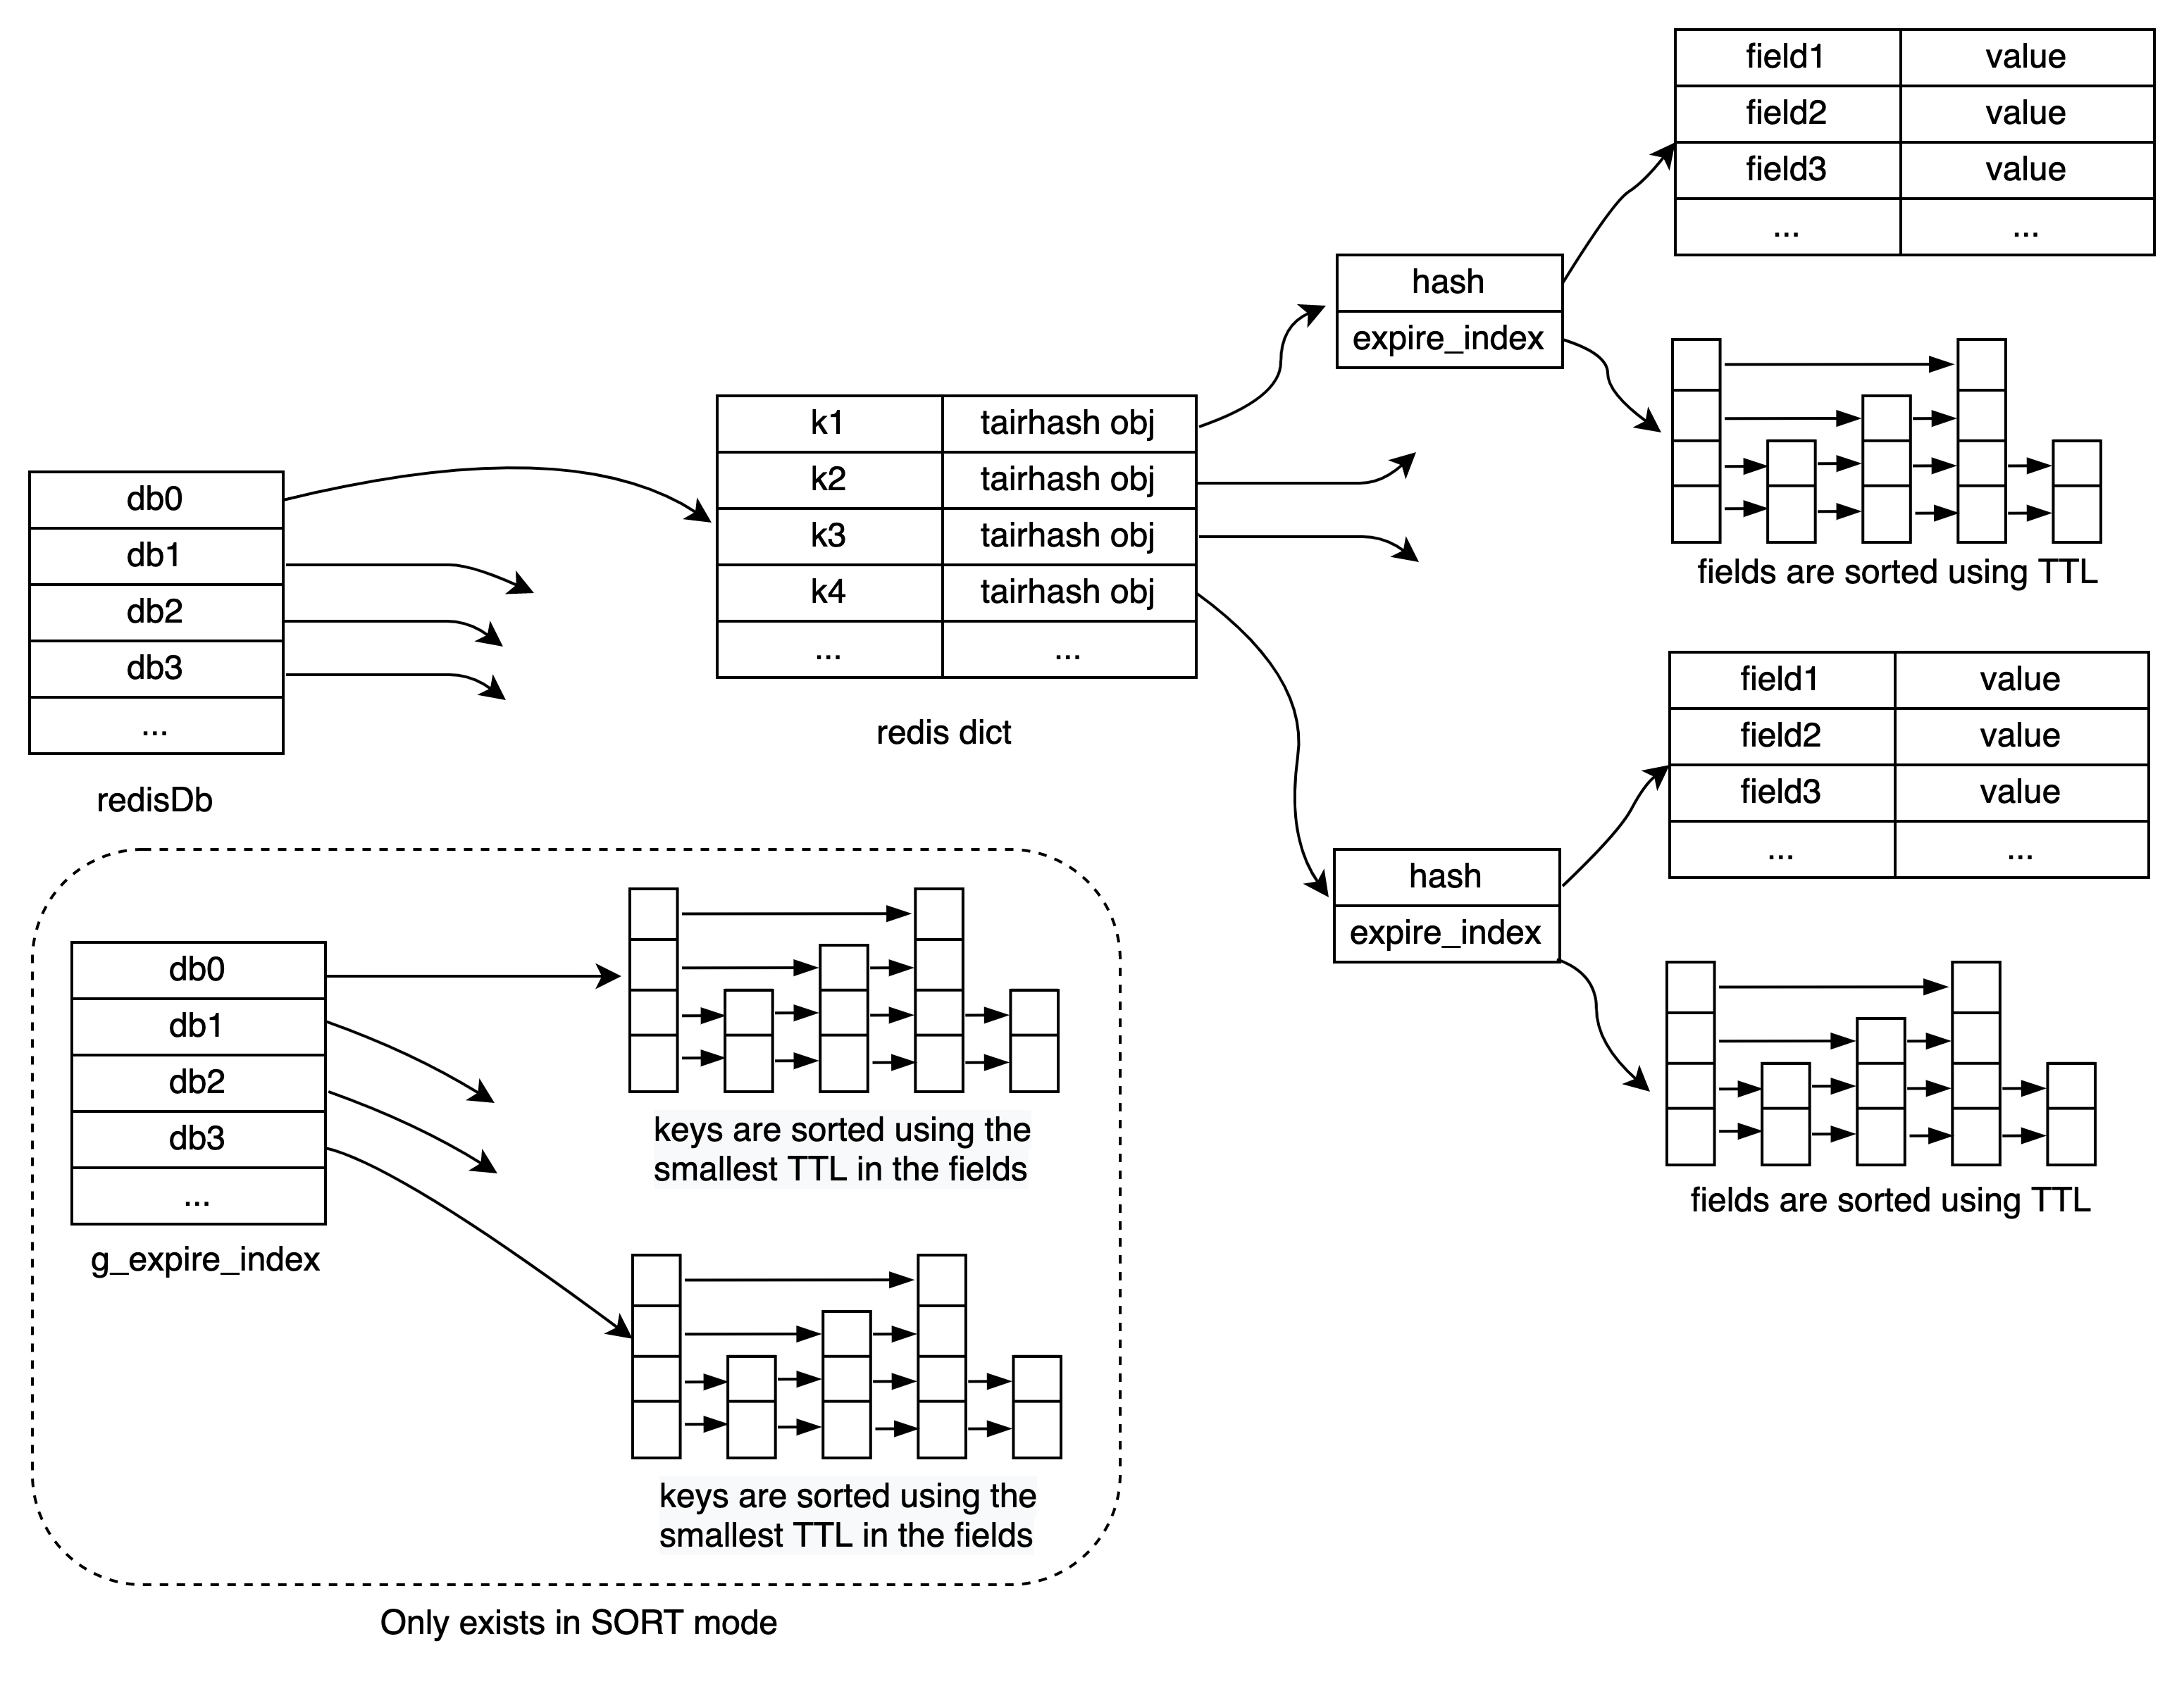 field1 value
field2 value
field3 value
... ...
hash
expire_index
fields are sorted using TTL
k1 tairhash obj
k2 tairhash obj
k3 tairhash obj
k4 tairhash obj
... ...
redis dict
db0
db1
db2
db3
...
redisDb
field1 value
field2 value
field3 value
... ...
hash
expire_index
fields are sorted using TTL
db0
db1
db2
db3
...
g_expire_index
keys are sorted using the
smallest TTL in the fields
keys are sorted using the
smallest TTL in the fields
Only exists in SORT mode